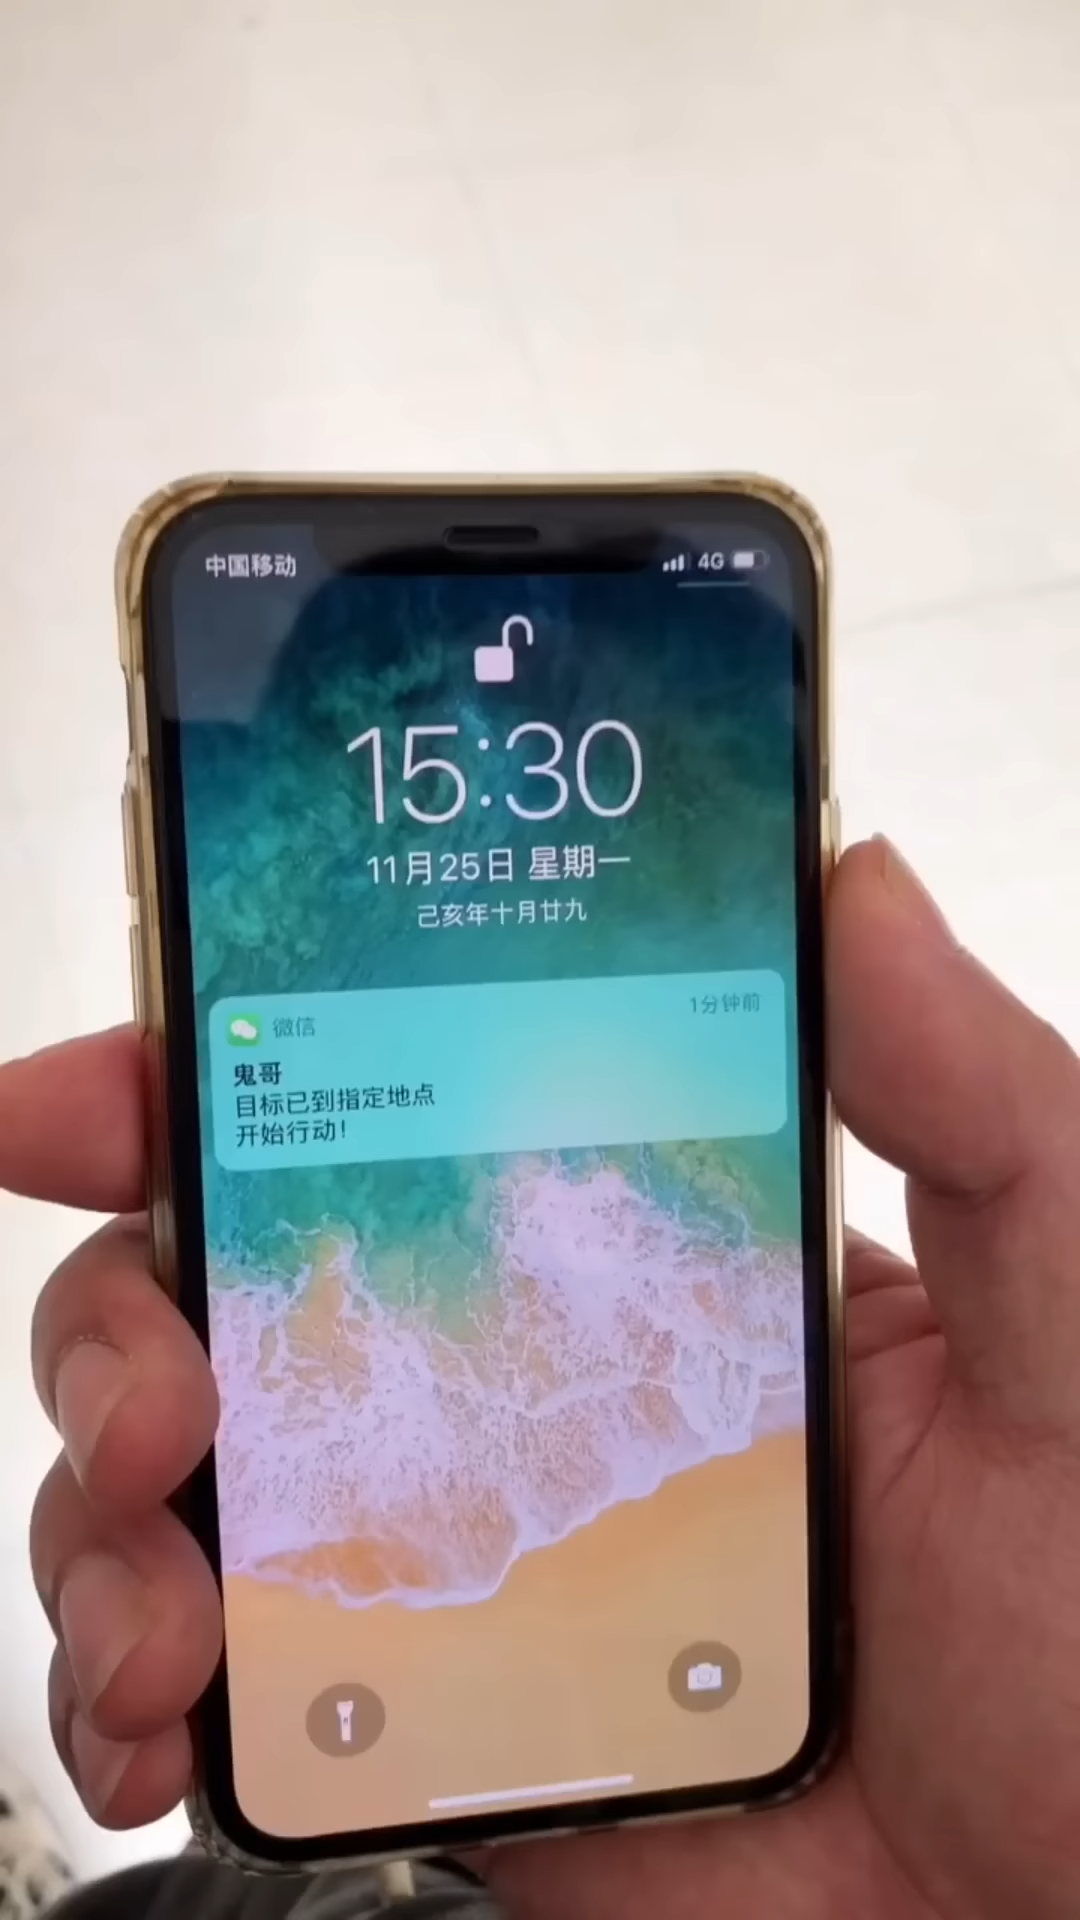 中国移动 4G
15:30
11月25日 星期一
己亥年十月廿九
微信 1分钟前
鬼哥
目标已到指定地点
开始行动！